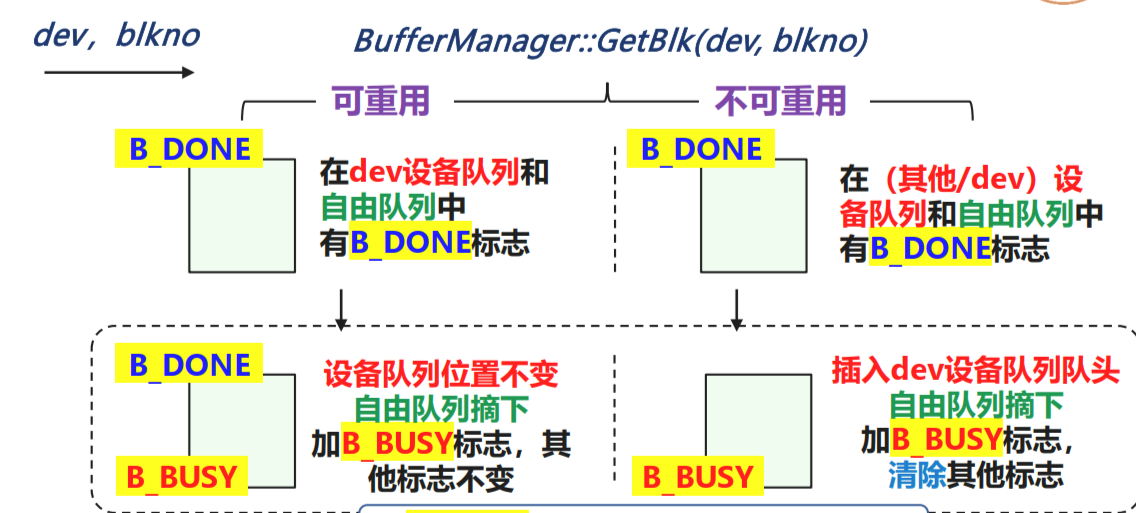 dev，blkno
BufferManager::GetBlk(dev, blkno)
可重用
不可重用
B_DONE
在dev设备队列和
自由队列中
有B_DONE标志
B_DONE
在（其他/dev）设
备队列和自由队列中
有B_DONE标志
B_DONE
B_BUSY
设备队列位置不变
自由队列摘下
加B_BUSY标志，其
他标志不变
B_BUSY
插入dev设备队列队头
自由队列摘下
加B_BUSY标志，
清除其他标志